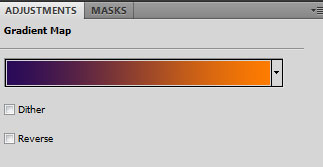 ADJUSTMENTS MASKS
Gradient Map
Dither
Reverse